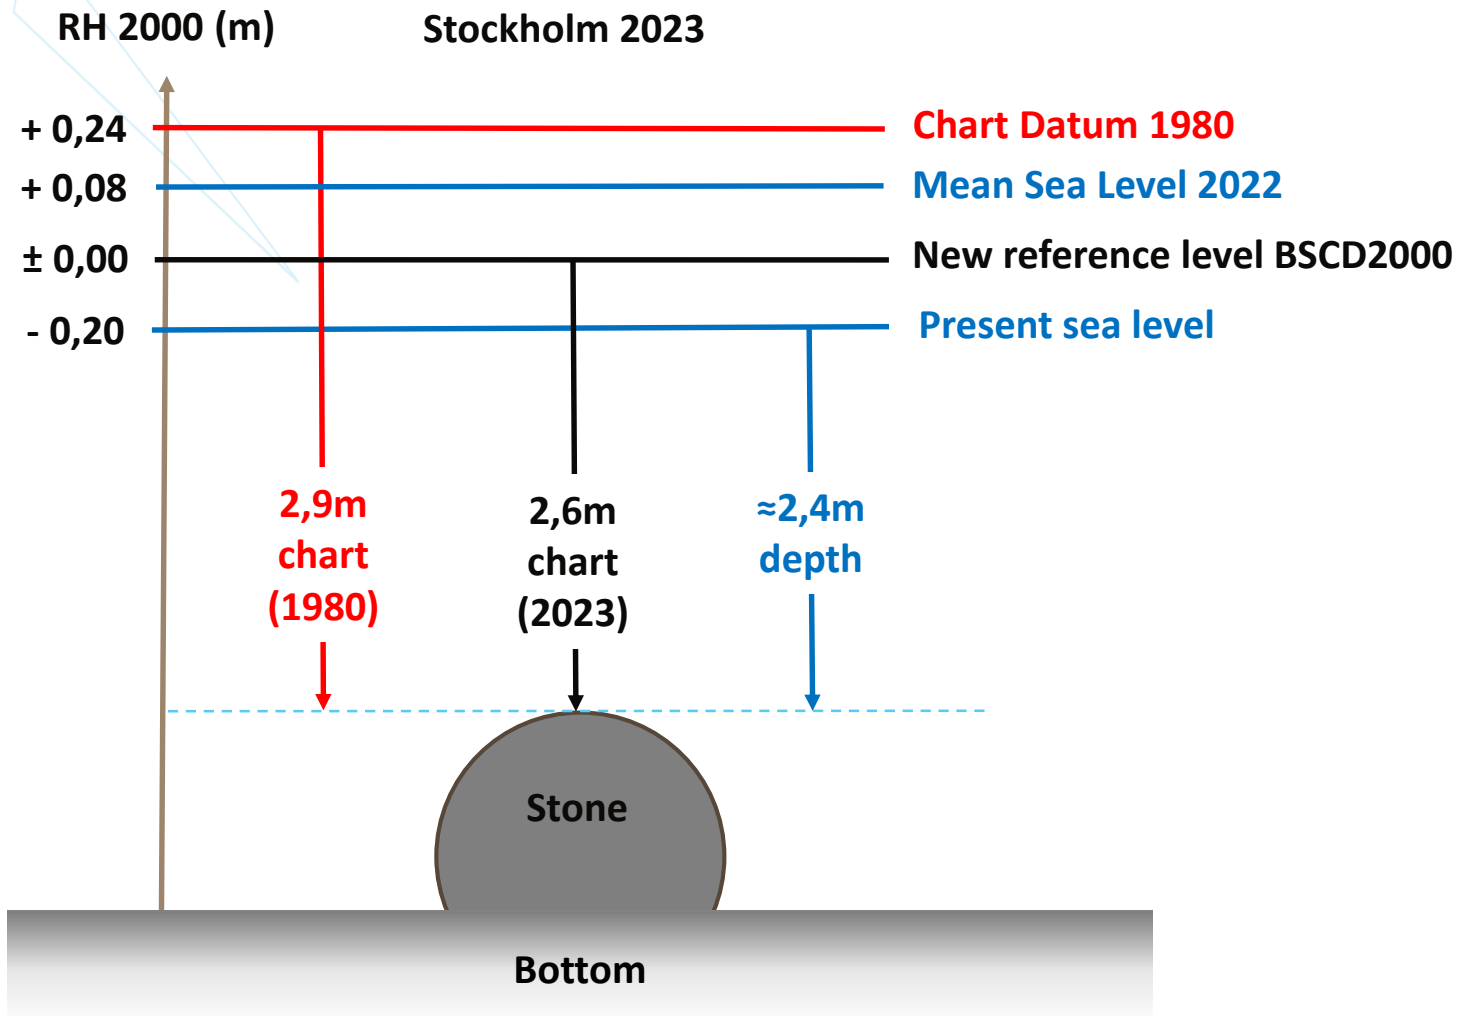 RH 2000 (m)
Stockholm 2023
+ 0,24
Chart Datum 1980
+ 0,08
Mean Sea Level 2022
± 0,00
New reference level BSCD2000
- 0,20
Present sea level
2,9m
chart
(1980)
2,6m
chart
(2023)
≈2,4m
depth
Stone
Bottom